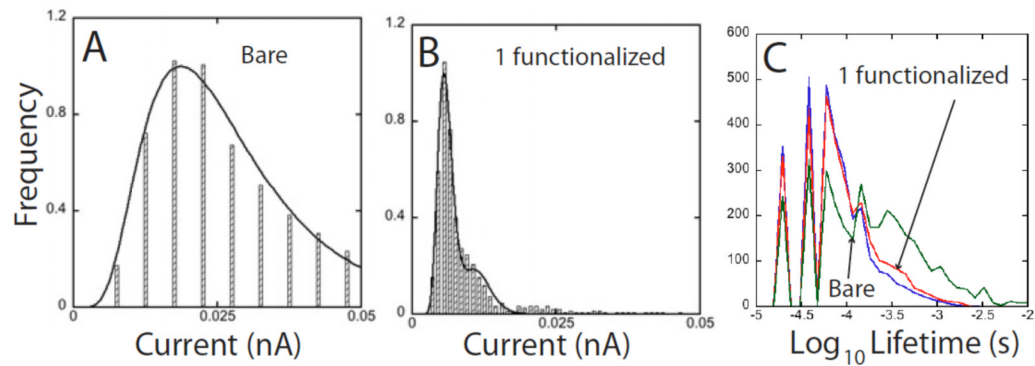 A
Bare
Frequency
1.2
0.8
0.4
0
0
0.025
0.05
Current (nA)
B
1 functionalized
1.2
0.8
0.4
0
0
0.025
0.05
Current (nA)
C
1 functionalized
Bare
600
500
400
300
200
100
0
-5
-4.5
-4
-3.5
-3
-2.5
-2
Log10 Lifetime (s)